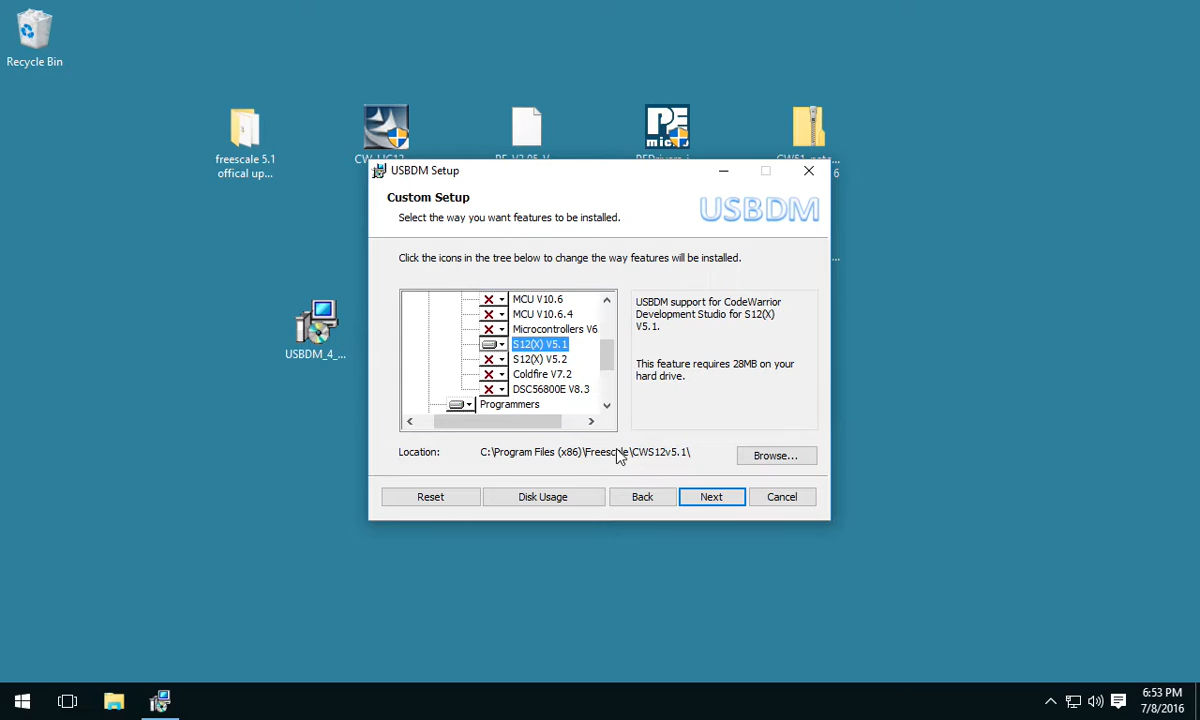 Recycle Bin
freescale 5.1
offical up...
USBDM_4_...
USBDM Setup
Custom Setup
Select the way you want features to be installed.
USBDM
Click the icons in the tree below to change the way features will be installed.
MCU V10.6
MCU V10.6.4
Microcontrollers V6
S12(X) V5.1
S12(X) V5.2
Coldfire V7.2
DSC56800E V8.3
Programmers
USBDM support for CodeWarrior
Development Studio for S12(X)
V5.1.
This feature requires 28MB on your
hard drive.
Location:
C:\Program Files (x86)\Freescale\CWS12v5.1\
Browse...
Reset
Disk Usage
Back
Next
Cancel
6:53 PM
7/8/2016